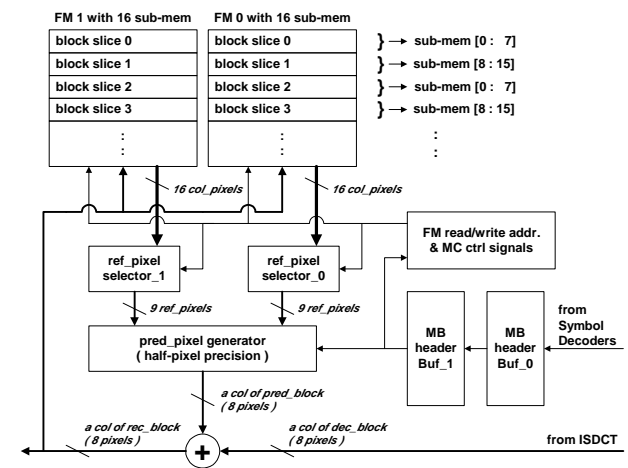 FM 1 with 16 sub-mem
FM 0 with 16 sub-mem
block slice 0
block slice 0
} → sub-mem [0 : 7]
block slice 1
block slice 1
} → sub-mem [8 : 15]
block slice 2
block slice 2
} → sub-mem [0 : 7]
block slice 3
block slice 3
} → sub-mem [8 : 15]
16 col_pixels
16 col_pixels
FM read/write addr.
& MC ctrl signals
ref_pixel
selector_1
ref_pixel
selector_0
9 ref_pixels
9 ref_pixels
pred_pixel generator
( half-pixel precision )
MB
header
Buf_1
MB
header
Buf_0
from
Symbol
Decoders
a col of pred_block
( 8 pixels )
a col of rec_block
( 8 pixels )
a col of dec_block
( 8 pixels )
from ISDCT
+